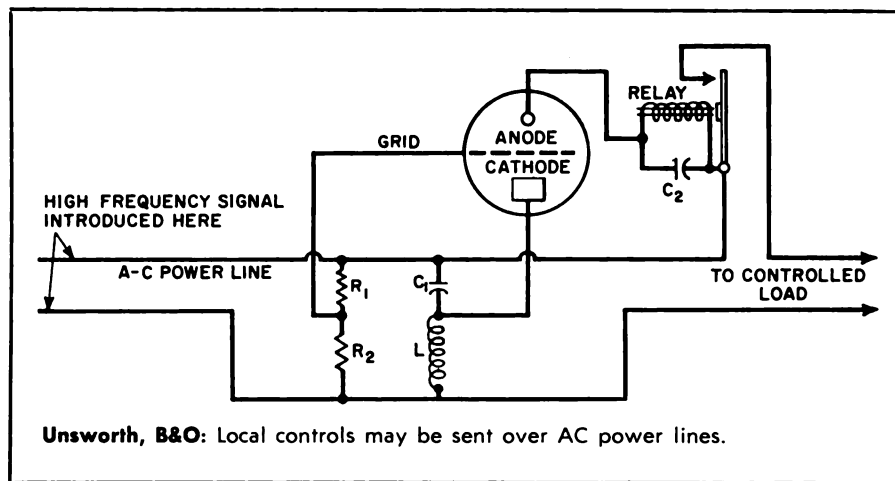 RELAY
ANODE
GRID
CATHODE
C2
HIGH FREQUENCY SIGNAL
INTRODUCED HERE
A-C POWER LINE
R1
C1
TO CONTROLLED
LOAD
R2
L
Unsworth, B&O: Local controls may be sent over AC power lines.